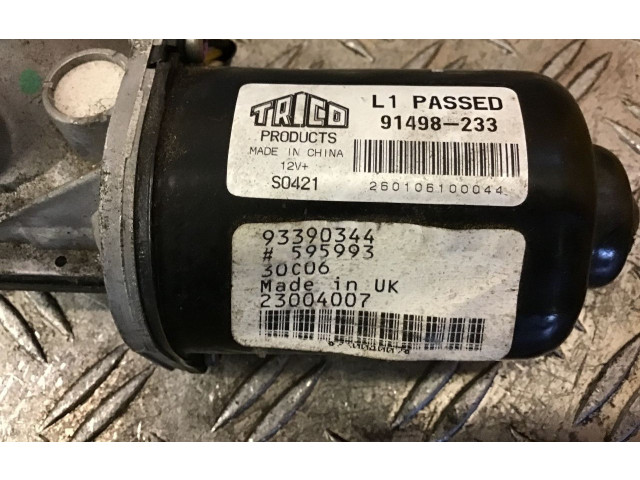 TRICO
PRODUCTS
MADE IN CHINA
12V+
S0421
L1 PASSED
91498-233
260106100044
93390344
# 595993
30C06
Made in UK
23004007